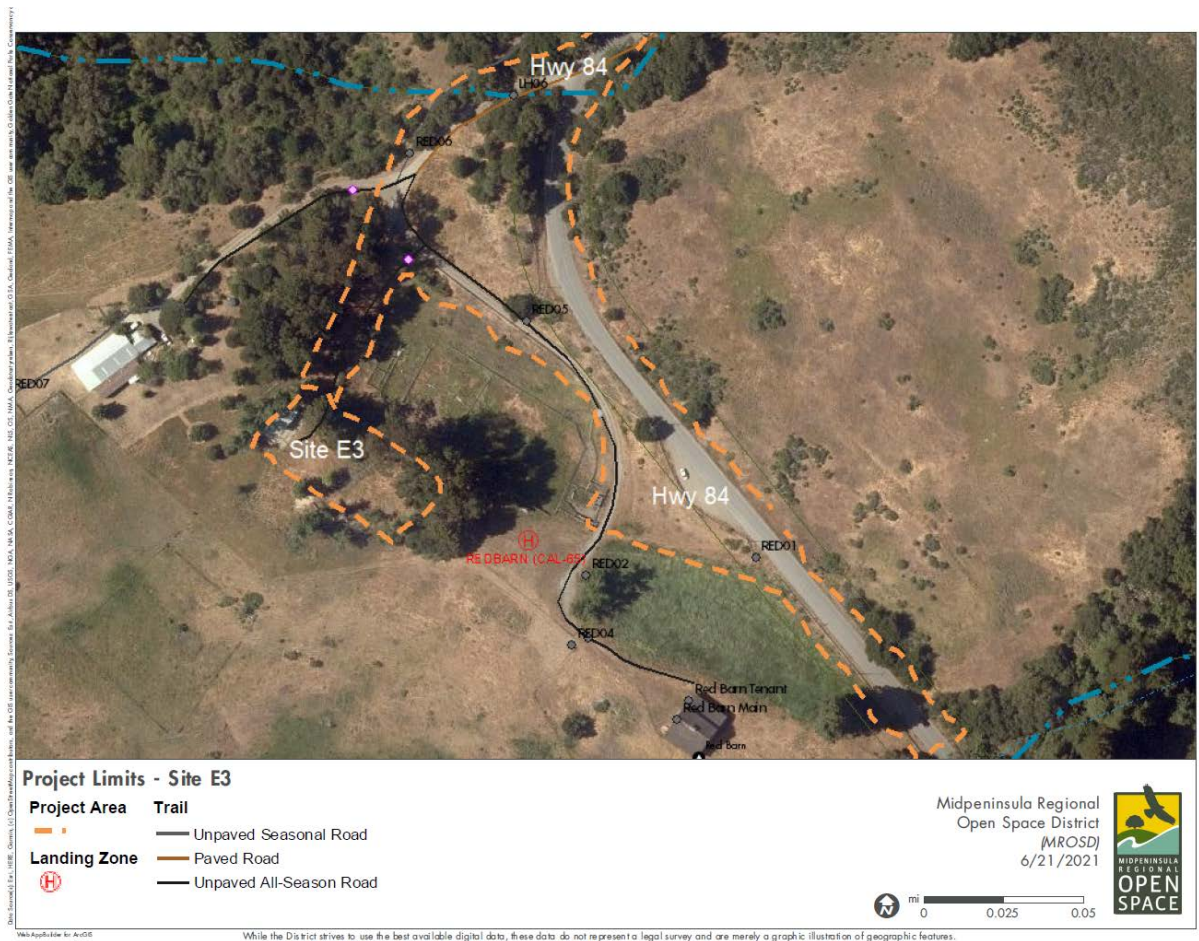 Hwy 84
LH06
RED06
RED05
RED07
Site E3
Hwy 84
RED01
REDBARN (CAL-65)
RED02
RED04
Red Barn Tenant
Red Barn Main
Red Barn
Project Limits - Site E3
Project Area
Trail
Unpaved Seasonal Road
Landing Zone
Paved Road
H
Unpaved All-Season Road
Midpeninsula Regional
Open Space District
(MROSD)
6/21/2021
N
mi
0
0.025
0.05
MIDPENINSULA
REGIONAL
OPEN
SPACE
Web AppBuilder for ArcGIS
While the District strives to use the best available digital data, these data do not represent a legal survey and are merely a graphic illustration of geographic features.